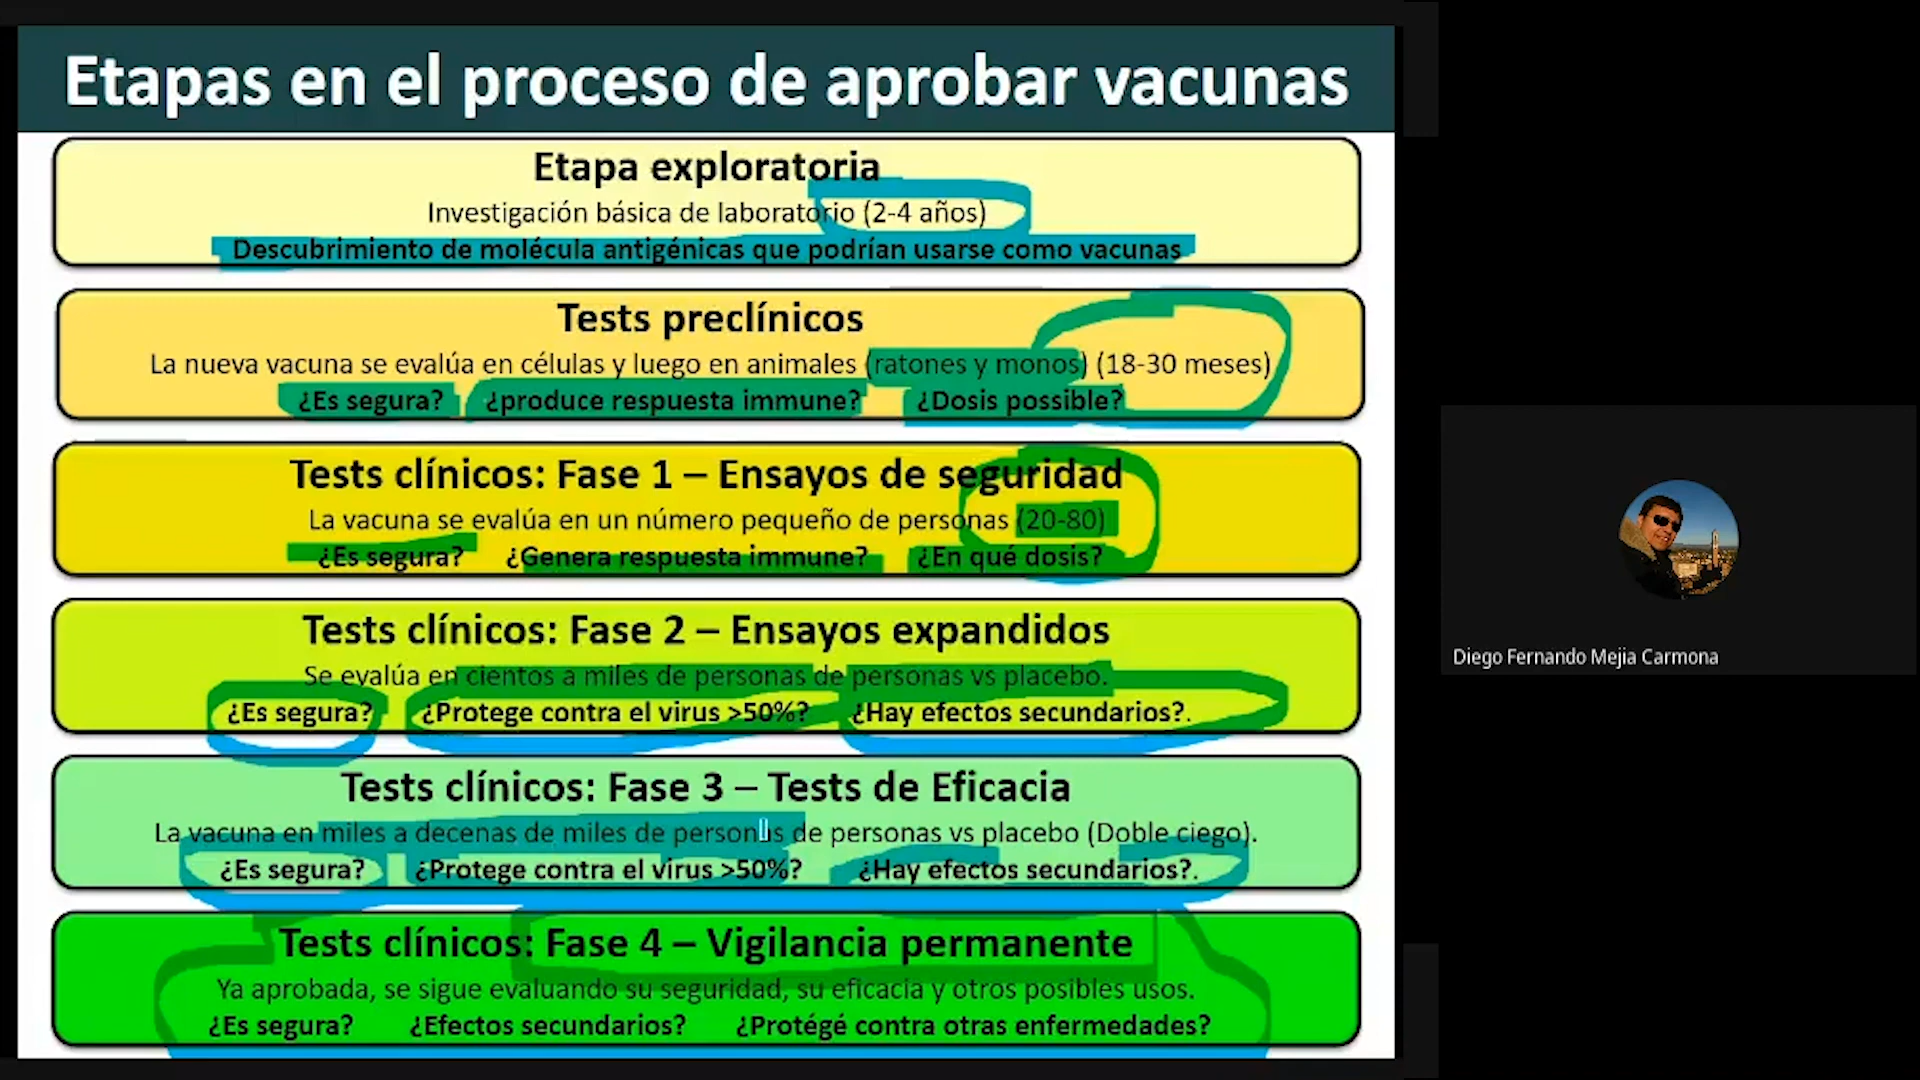 Etapas en el proceso de aprobar vacunas
Etapa exploratoria
Investigación básica de laboratorio (2-4 años)
Descubrimiento de molécula antigénicas que podrían usarse como vacunas
Tests preclínicos
La nueva vacuna se evalúa en células y luego en animales (ratones y monos) (18-30 meses)
¿Es segura? ¿produce respuesta immune? ¿Dosis possible?
Tests clínicos: Fase 1 – Ensayos de seguridad
La vacuna se evalúa en un número pequeño de personas (20-80)
¿Es segura? ¿Genera respuesta immune? ¿En qué dosis?
Tests clínicos: Fase 2 – Ensayos expandidos
Se evalúa en cientos a miles de personas de personas vs placebo.
¿Es segura? ¿Protege contra el virus >50%? ¿Hay efectos secundarios?.
Tests clínicos: Fase 3 – Tests de Eficacia
La vacuna en miles a decenas de miles de personas de personas vs placebo (Doble ciego).
¿Es segura? ¿Protege contra el virus >50%? ¿Hay efectos secundarios?.
Tests clínicos: Fase 4 – Vigilancia permanente
Ya aprobada, se sigue evaluando su seguridad, su eficacia y otros posibles usos.
¿Es segura? ¿Efectos secundarios? ¿Protégé contra otras enfermedades?
Diego Fernando Mejia Carmona